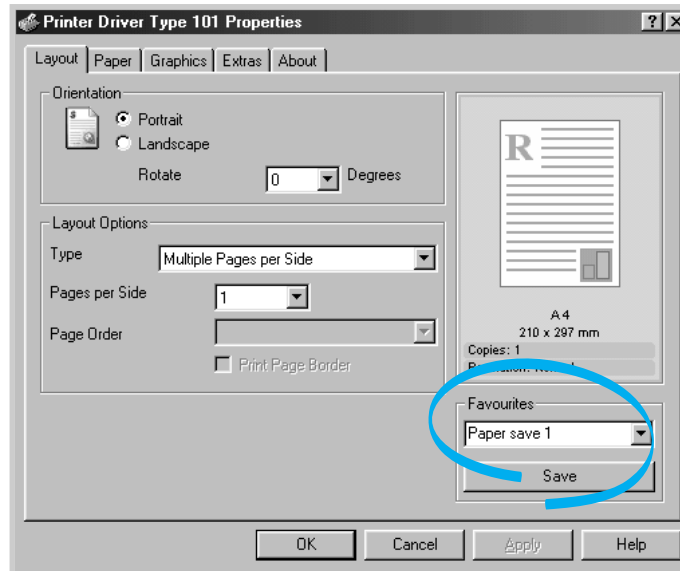 Printer Driver Type 101 Properties
Layout Paper Graphics Extras About
Orientation
Portrait
Landscape
Rotate 0 Degrees
Layout Options
Type Multiple Pages per Side
Pages per Side 1
Page Order
Print Page Border
R
A4
210 x 297 mm
Copies: 1
Favourites
Paper save 1
Save
OK Cancel Apply Help